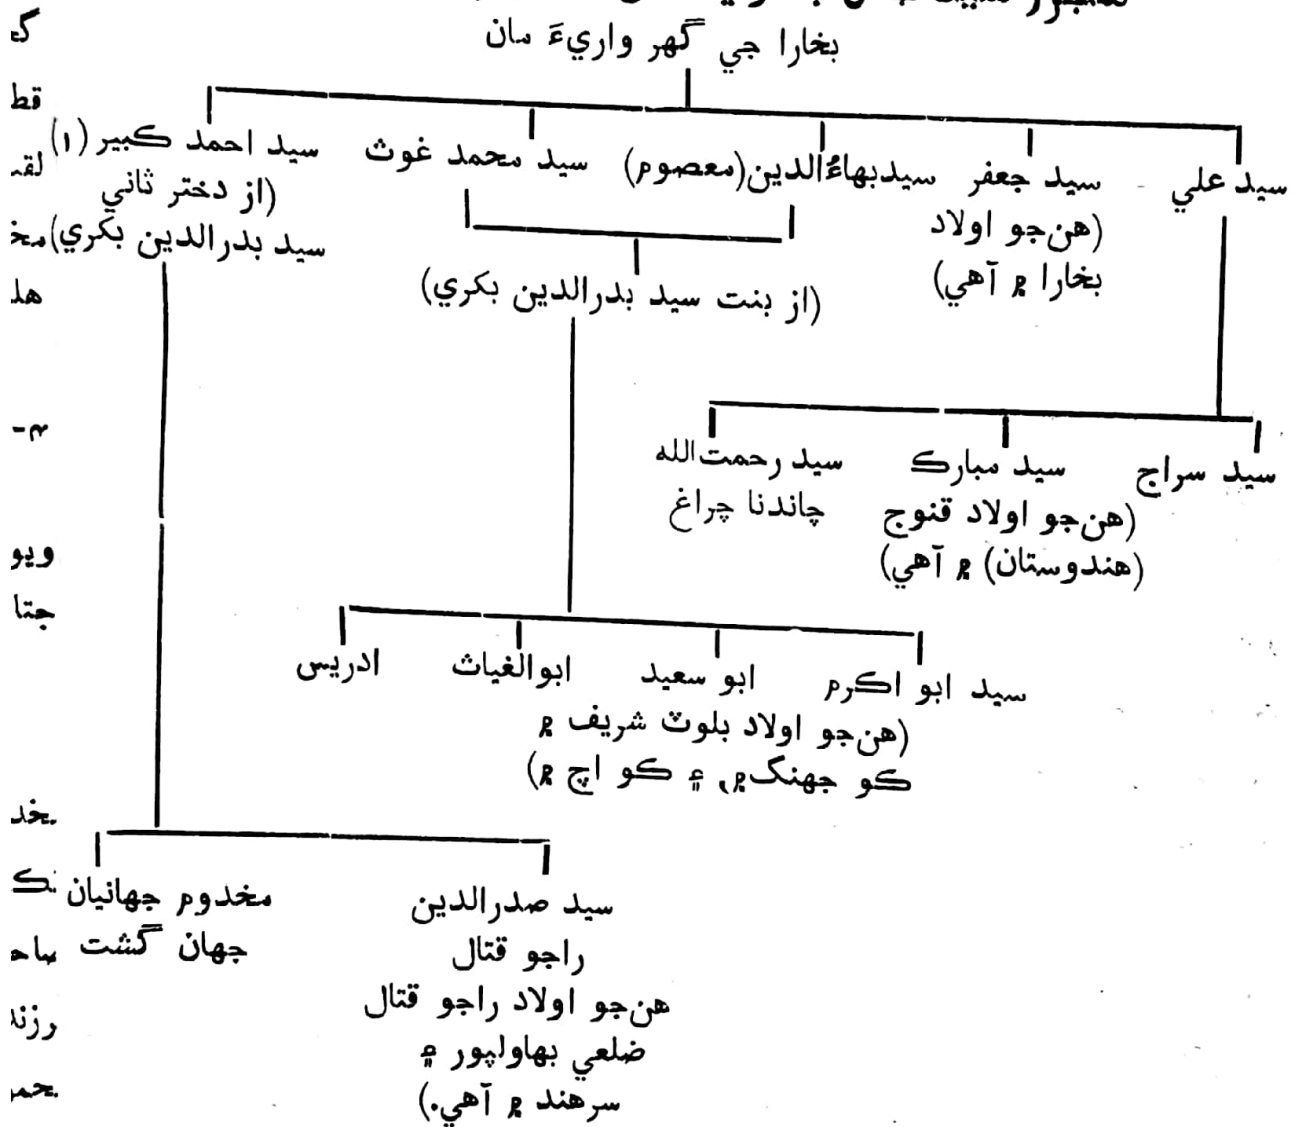 بخارا جي گهر واريءَ مان
سيد علي
سيد جعفر
(هن‌جو اولاد
بخارا ۾ آهي)
سيدبهاءُالدين(معصوم)
سيد محمد غوث
سيد احمد ڪبير (١)
(از دختر ثاني
سيد بدرالدين بکري)
(از بنت سيد بدرالدين بکري)
سيد سراج
سيد مبارڪ
(هن‌جو اولاد قنوج
(هندوستان) ۾ آهي)
سيد رحمت‌الله
چاندنا چراغ
سيد ابو اڪرم
ابو سعيد
ابوالغياث
ادريس
(هن‌جو اولاد بلوٽ شريف ۾
ڪو جهنگ۾، ۽ ڪو اچ ۾)
سيد صدرالدين
راجو قتال
هن‌جو اولاد راجو قتال
ضلعي بهاولپور ۾
سرهند ۾ آهي.)
مخدوم جهانيان
جهان گشت